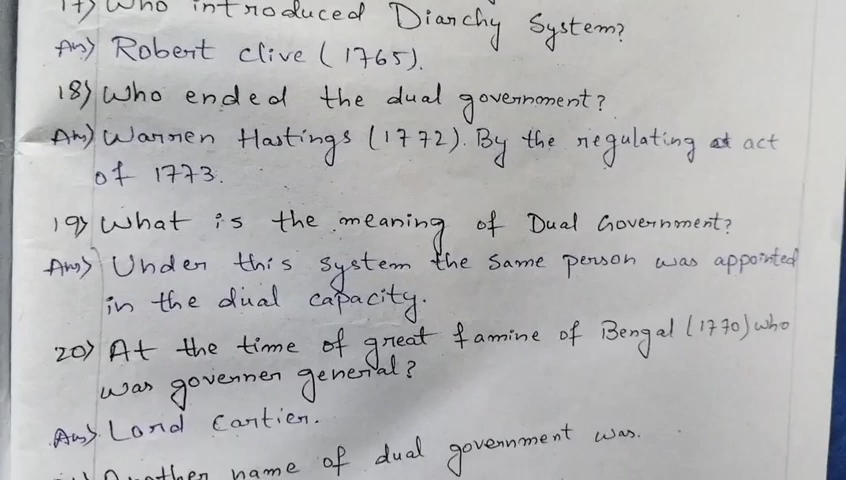 17) Who introduced Diarchy System?
Ans) Robert clive (1765).
18) Who ended the dual government?
Ans) Warren Hastings (1772). By the regulating act
of 1773.
19) What is the meaning of Dual Government?
Ans) Under this system the same person was appointed
in the dual capacity.
20) At the time of great famine of Bengal (1770) who
was governer general?
Ans). Lord Cartier.
Another name of dual government was.